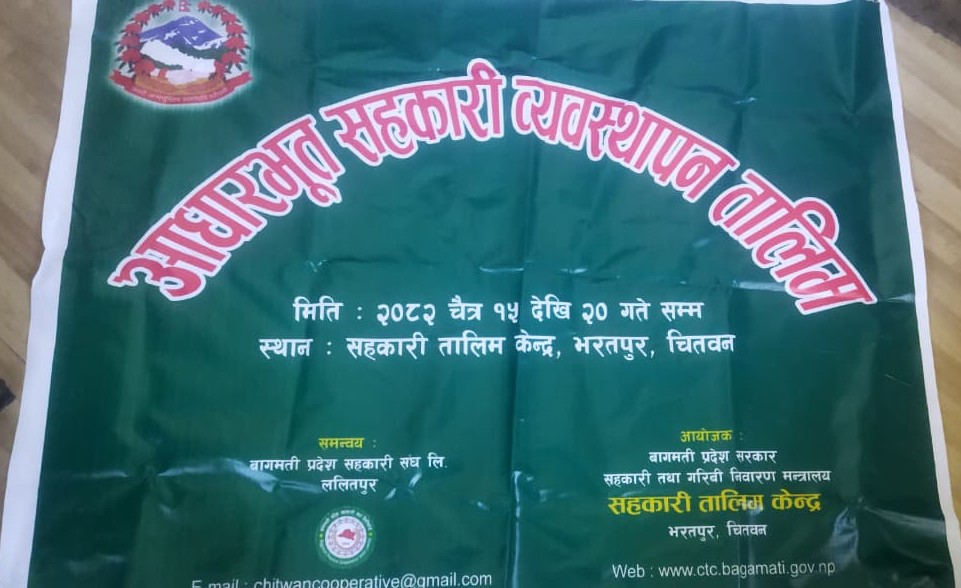 आधारभूत सहकारी व्यवस्थापन तालिम
मिति : २०८२ चैत्र १५ देखि २० गते सम्म
स्थान : सहकारी तालिम केन्द्र, भरतपुर, चितवन
समन्वय :
बागमती प्रदेश सहकारी संघ लि.
ललितपुर
आयोजक :
बागमती प्रदेश सरकार
सहकारी तथा गरिबी निवारण मन्त्रालय
सहकारी तालिम केन्द्र
भरतपुर, चितवन
E-mail : chitwancooperative@gmail.com
Web : www.ctc.bagamati.gov.np